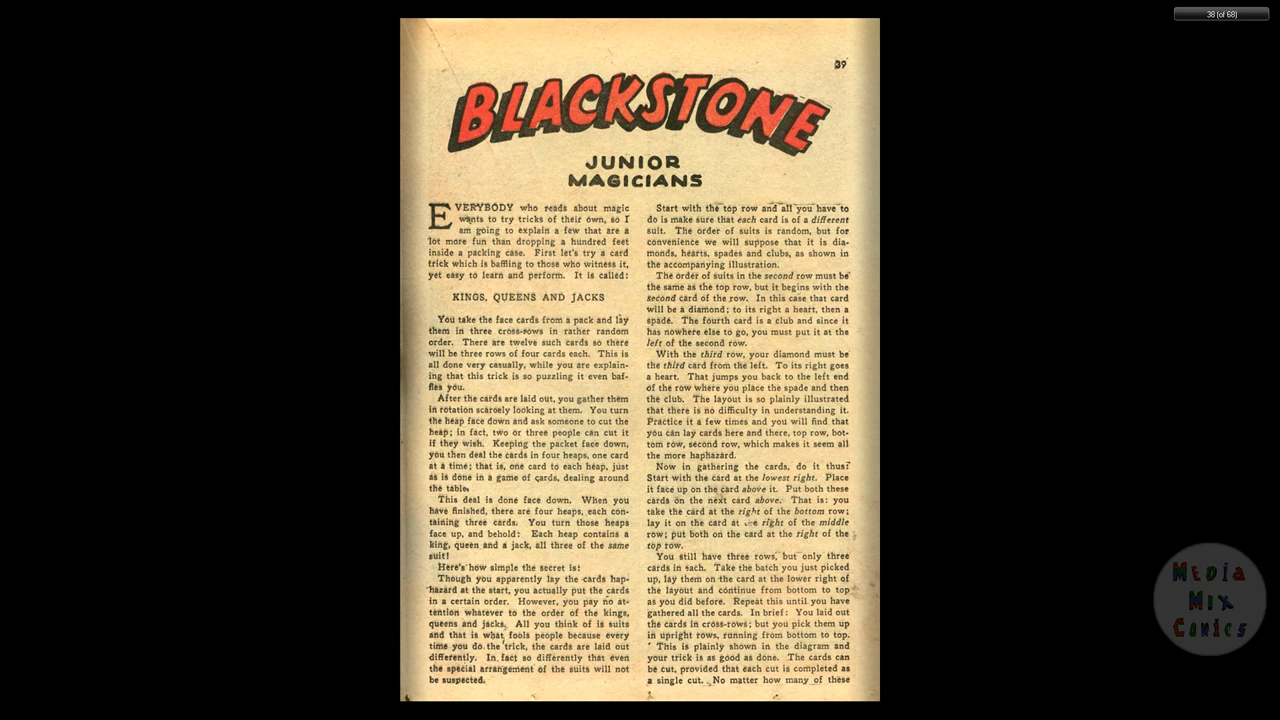 38 (of 68)
39
BLACKSTONE
JUNIOR
MAGICIANS
EVERYBODY who reads about magic
wants to try tricks of their own, so I
am going to explain a few that are a
lot more fun than dropping a hundred feet
inside a packing case. First let's try a card
trick which is baffling to those who witness it,
yet easy to learn and perform. It is called:
KINGS, QUEENS AND JACKS
You take the face cards from a pack and lay
them in three cross-rows in rather random
order. There are twelve such cards so there
will be three rows of four cards each. This is
all done very casually, while you are explain-
ing that this trick is so puzzling it even baf-
fles you.
After the cards are laid out, you gather them
in rotation scarcely looking at them. You turn
the heap face down and ask someone to cut the
heap; in fact, two or three people can cut it
if they wish. Keeping the packet face down,
you then deal the cards in four heaps, one card
at a time; that is, one card to each heap, just
as is done in a game of cards, dealing around
the table.
This deal is done face down. When you
have finished, there are four heaps, each con-
taining three cards. You turn those heaps
face up, and behold: Each heap contains a
king, queen and a jack, all three of the same
suit!
Here's how simple the secret is:
Though you apparently lay the cards hap-
hazard at the start, you actually put the cards
in a certain order. However, you pay no at-
tention whatever to the order of the kings,
queens and jacks. All you think of is suits
and that is what fools people because every
time you do the trick, the cards are laid out
differently. In fact so differently that even
the special arrangement of the suits will not
be suspected.
Start with the top row and all you have to
do is make sure that each card is of a different
suit. The order of suits is random, but for
convenience we will suppose that it is dia-
monds, hearts, spades and clubs, as shown in
the accompanying illustration.
The order of suits in the second row must be
the same as the top row, but it begins with the
second card of the row. In this case that card
will be a diamond; to its right a heart, then a
spade. The fourth card is a club and since it
has nowhere else to go, you must put it at the
left of the second row.
With the third row, your diamond must be
the third card from the left. To its right goes
a heart. That jumps you back to the left end
of the row where you place the spade and then
the club. The layout is so plainly illustrated
that there is no difficulty in understanding it.
Practice it a few times and you will find that
you can lay cards here and there, top row, bot-
tom row, second row, which makes it seem all
the more haphazard.
Now in gathering the cards, do it thus:
Start with the card at the lowest right. Place
it face up on the card above it. Put both these
cards on the next card above. That is: you
take the card at the right of the bottom row;
lay it on the card at the right of the middle
row; put both on the card at the right of the
top row.
You still have three rows, but only three
cards in each. Take the batch you just picked
up, lay them on the card at the lower right of
the layout and continue from bottom to top
as you did before. Repeat this until you have
gathered all the cards. In brief: You laid out
the cards in cross-rows; but you pick them up
in upright rows, running from bottom to top.
This is plainly shown in the diagram and
your trick is as good as done. The cards can
be cut, provided that each cut is completed as
a single cut. No matter how many of these
MEDIA
MIX
COMICS